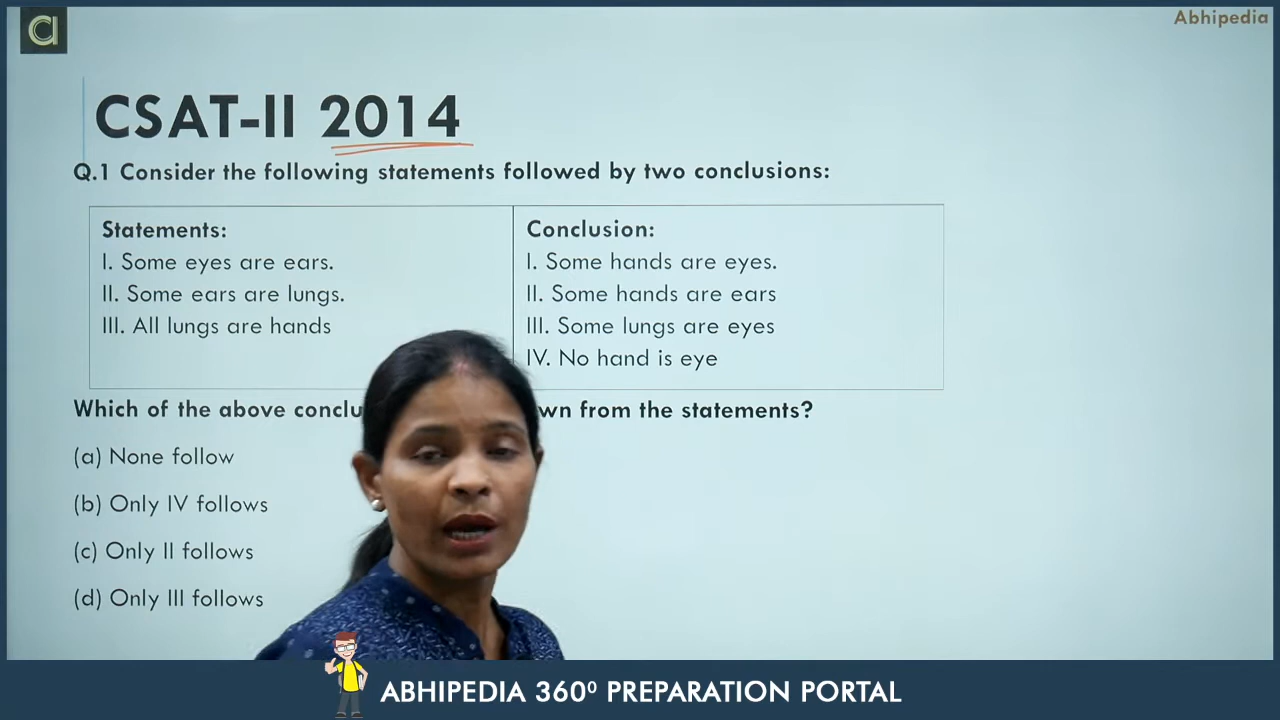 Abhipedia
CSAT-II 2014
Q.1 Consider the following statements followed by two conclusions:
Statements:
I. Some eyes are ears.
II. Some ears are lungs.
III. All lungs are hands
Conclusion:
I. Some hands are eyes.
II. Some hands are ears
III. Some lungs are eyes
IV. No hand is eye
Which of the above from the statements?
(a) None follow
(b) Only IV follows
(c) Only II follows
(d) Only III follows
ABHIPEDIA 360⁰ PREPARATION PORTAL